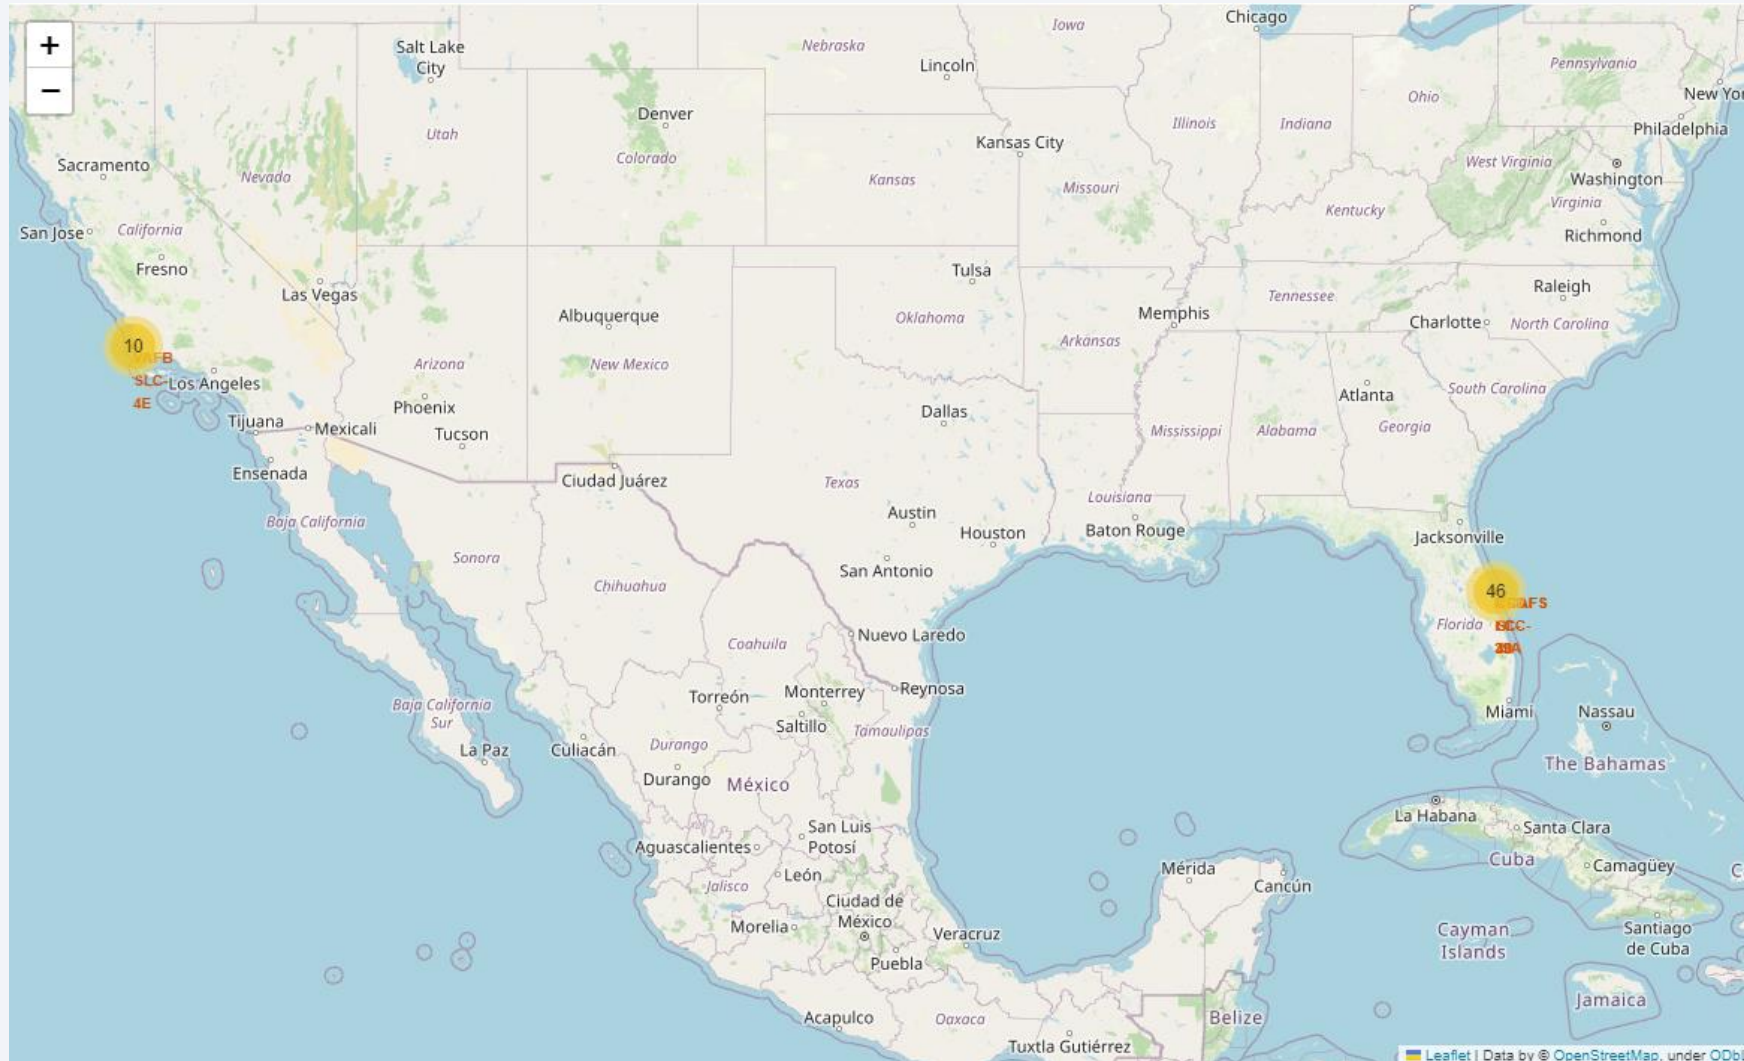 +
−
Chicago
Iowa
Nebraska
Salt Lake
City
Lincoln
Pennsylvania
Ohio
New Yor
Denver
Utah
Illinois
Indiana
Philadelphia
Kansas City
Colorado
Sacramento
West Virginia
Nevada
Kansas
Missouri
Washington
Virginia
Kentucky
California
San Jose
Richmond
Fresno
Tulsa
Las Vegas
Raleigh
Tennessee
Albuquerque
Oklahoma
Memphis
Charlotte
North Carolina
10
Arkansas
Arizona
New Mexico
SLC-
Los Angeles
4E
South Carolina
Atlanta
Phoenix
Dallas
Tijuana
Mexicali
Tucson
Mississippi
Alabama
Georgia
Ensenada
Ciudad Juárez
Texas
Louisiana
Austin
Baja California
Houston
Baton Rouge
Jacksonville
Sonora
San Antonio
Chihuahua
46
Florida
Nuevo Laredo
Coahuila
Reynosa
Torreón
Monterrey
Baja California
Sur
Saltillo
Tamaulipas
Miami
Nassau
La Paz
Culiacán
Durango
Durango
México
The Bahamas
La Habana
San Luis
Potosí
Santa Clara
Aguascalientes
Cuba
Camagüey
Mérida
León
Jalisco
Cancún
Ciudad de
México
Morelia
Veracruz
Cayman
Islands
Santiago
de Cuba
Puebla
Jamaica
Acapulco
Oaxaca
Belize
Tuxtla Gutiérrez
Leaflet | Data by © OpenStreetMap, under ODb